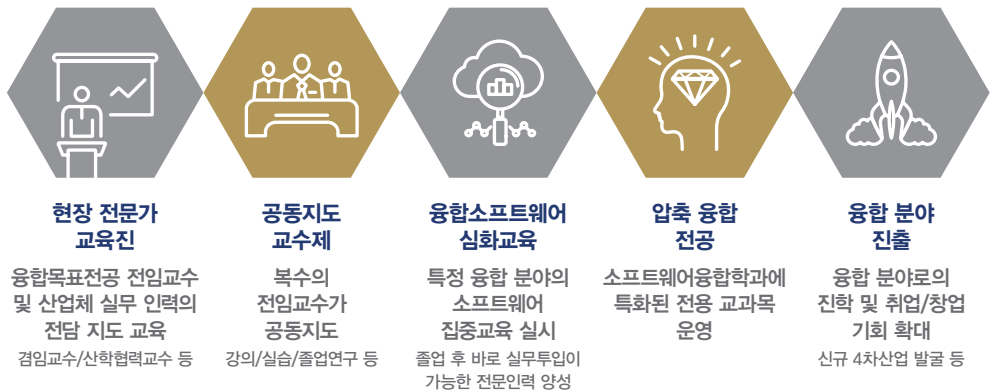 현장 전문가
교육진
융합목표전공 전임교수
및 산업체 실무 인력의
전담 지도 교육
겸임교수/산학협력교수 등
공동지도
교수제
복수의
전임교수가
공동지도
강의/실습/졸업연구 등
융합소프트웨어
심화교육
특정 융합 분야의
소프트웨어
집중교육 실시
졸업 후 바로 실무투입이
가능한 전문인력 양성
압축 융합
전공
소프트웨어융합학과에
특화된 전용 교과목
운영
융합 분야
진출
융합 분야로의
진학 및 취업/창업
기회 확대
신규 4차산업 발굴 등